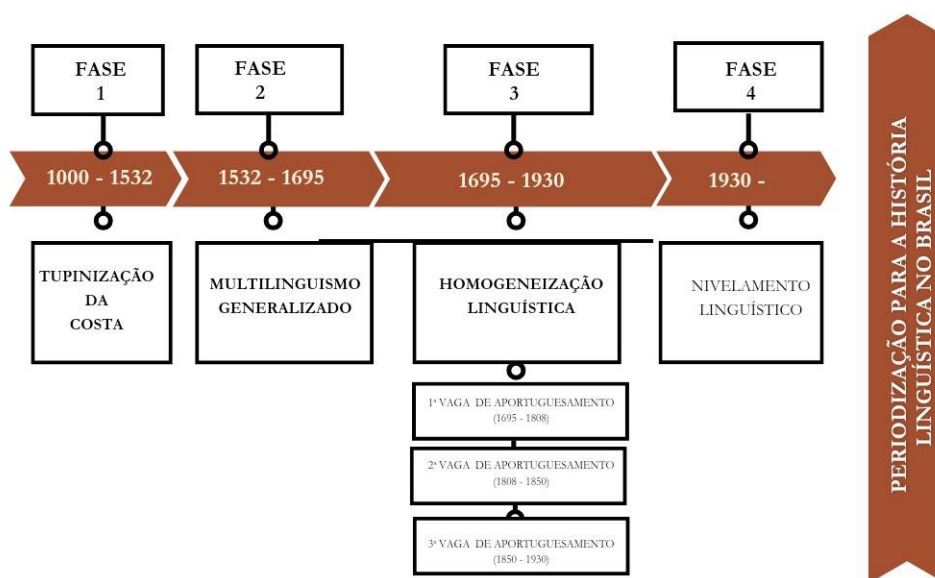 FASE
1
FASE
2
FASE
3
FASE
4
1000 - 1532
1532 - 1695
1695 - 1930
1930 -
TUPINIZAÇÃO
DA
COSTA
MULTILINGUISMO
GENERALIZADO
HOMOGENEIZAÇÃO
LINGUÍSTICA
NIVELAMENTO
LINGUÍSTICO
1ª VAGA DE APORTUGUESAMENTO
(1695 - 1808)
2ª VAGA DE APORTUGUESAMENTO
(1808 - 1850)
3ª VAGA DE APORTUGUESAMENTO
(1850 - 1930)
PERIODIZAÇÃO PARA A HISTÓRIA
LINGUÍSTICA NO BRASIL